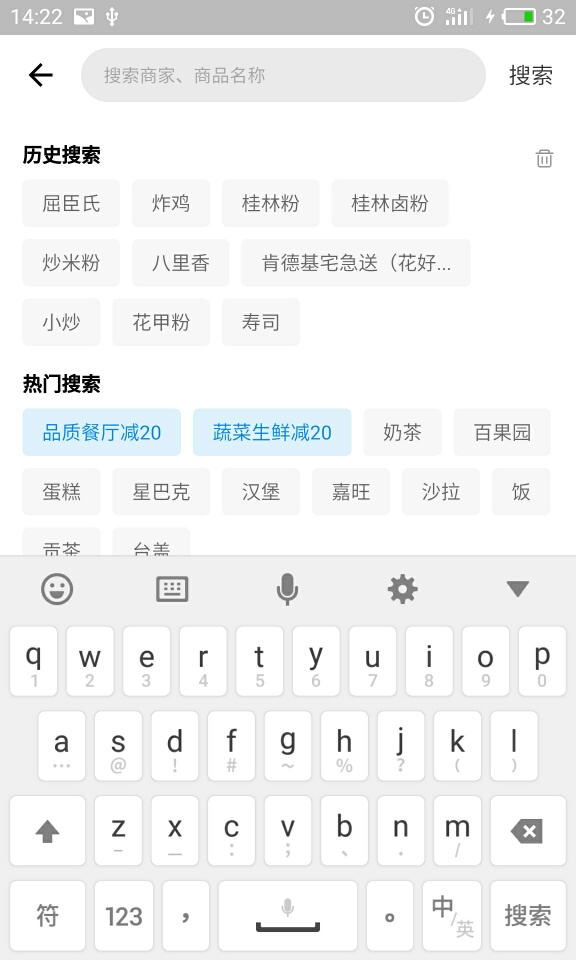 14:22 4G 32
搜索商家、商品名称 搜索
历史搜索
屈臣氏 炸鸡 桂林粉 桂林卤粉
炒米粉 八里香 肯德基宅急送（花好...
小炒 花甲粉 寿司
热门搜索
品质餐厅减20 蔬菜生鲜减20 奶茶 百果园
蛋糕 星巴克 汉堡 嘉旺 沙拉 饭
贡茶 台盖
q w e r t y u i o p
1 2 3 4 5 6 7 8 9 0
a s d f g h j k l
… @ ! # ~ % ? ( )
z x c v b n m
- _ : ; 、 . /
符 123 ， 。 中/英 搜索